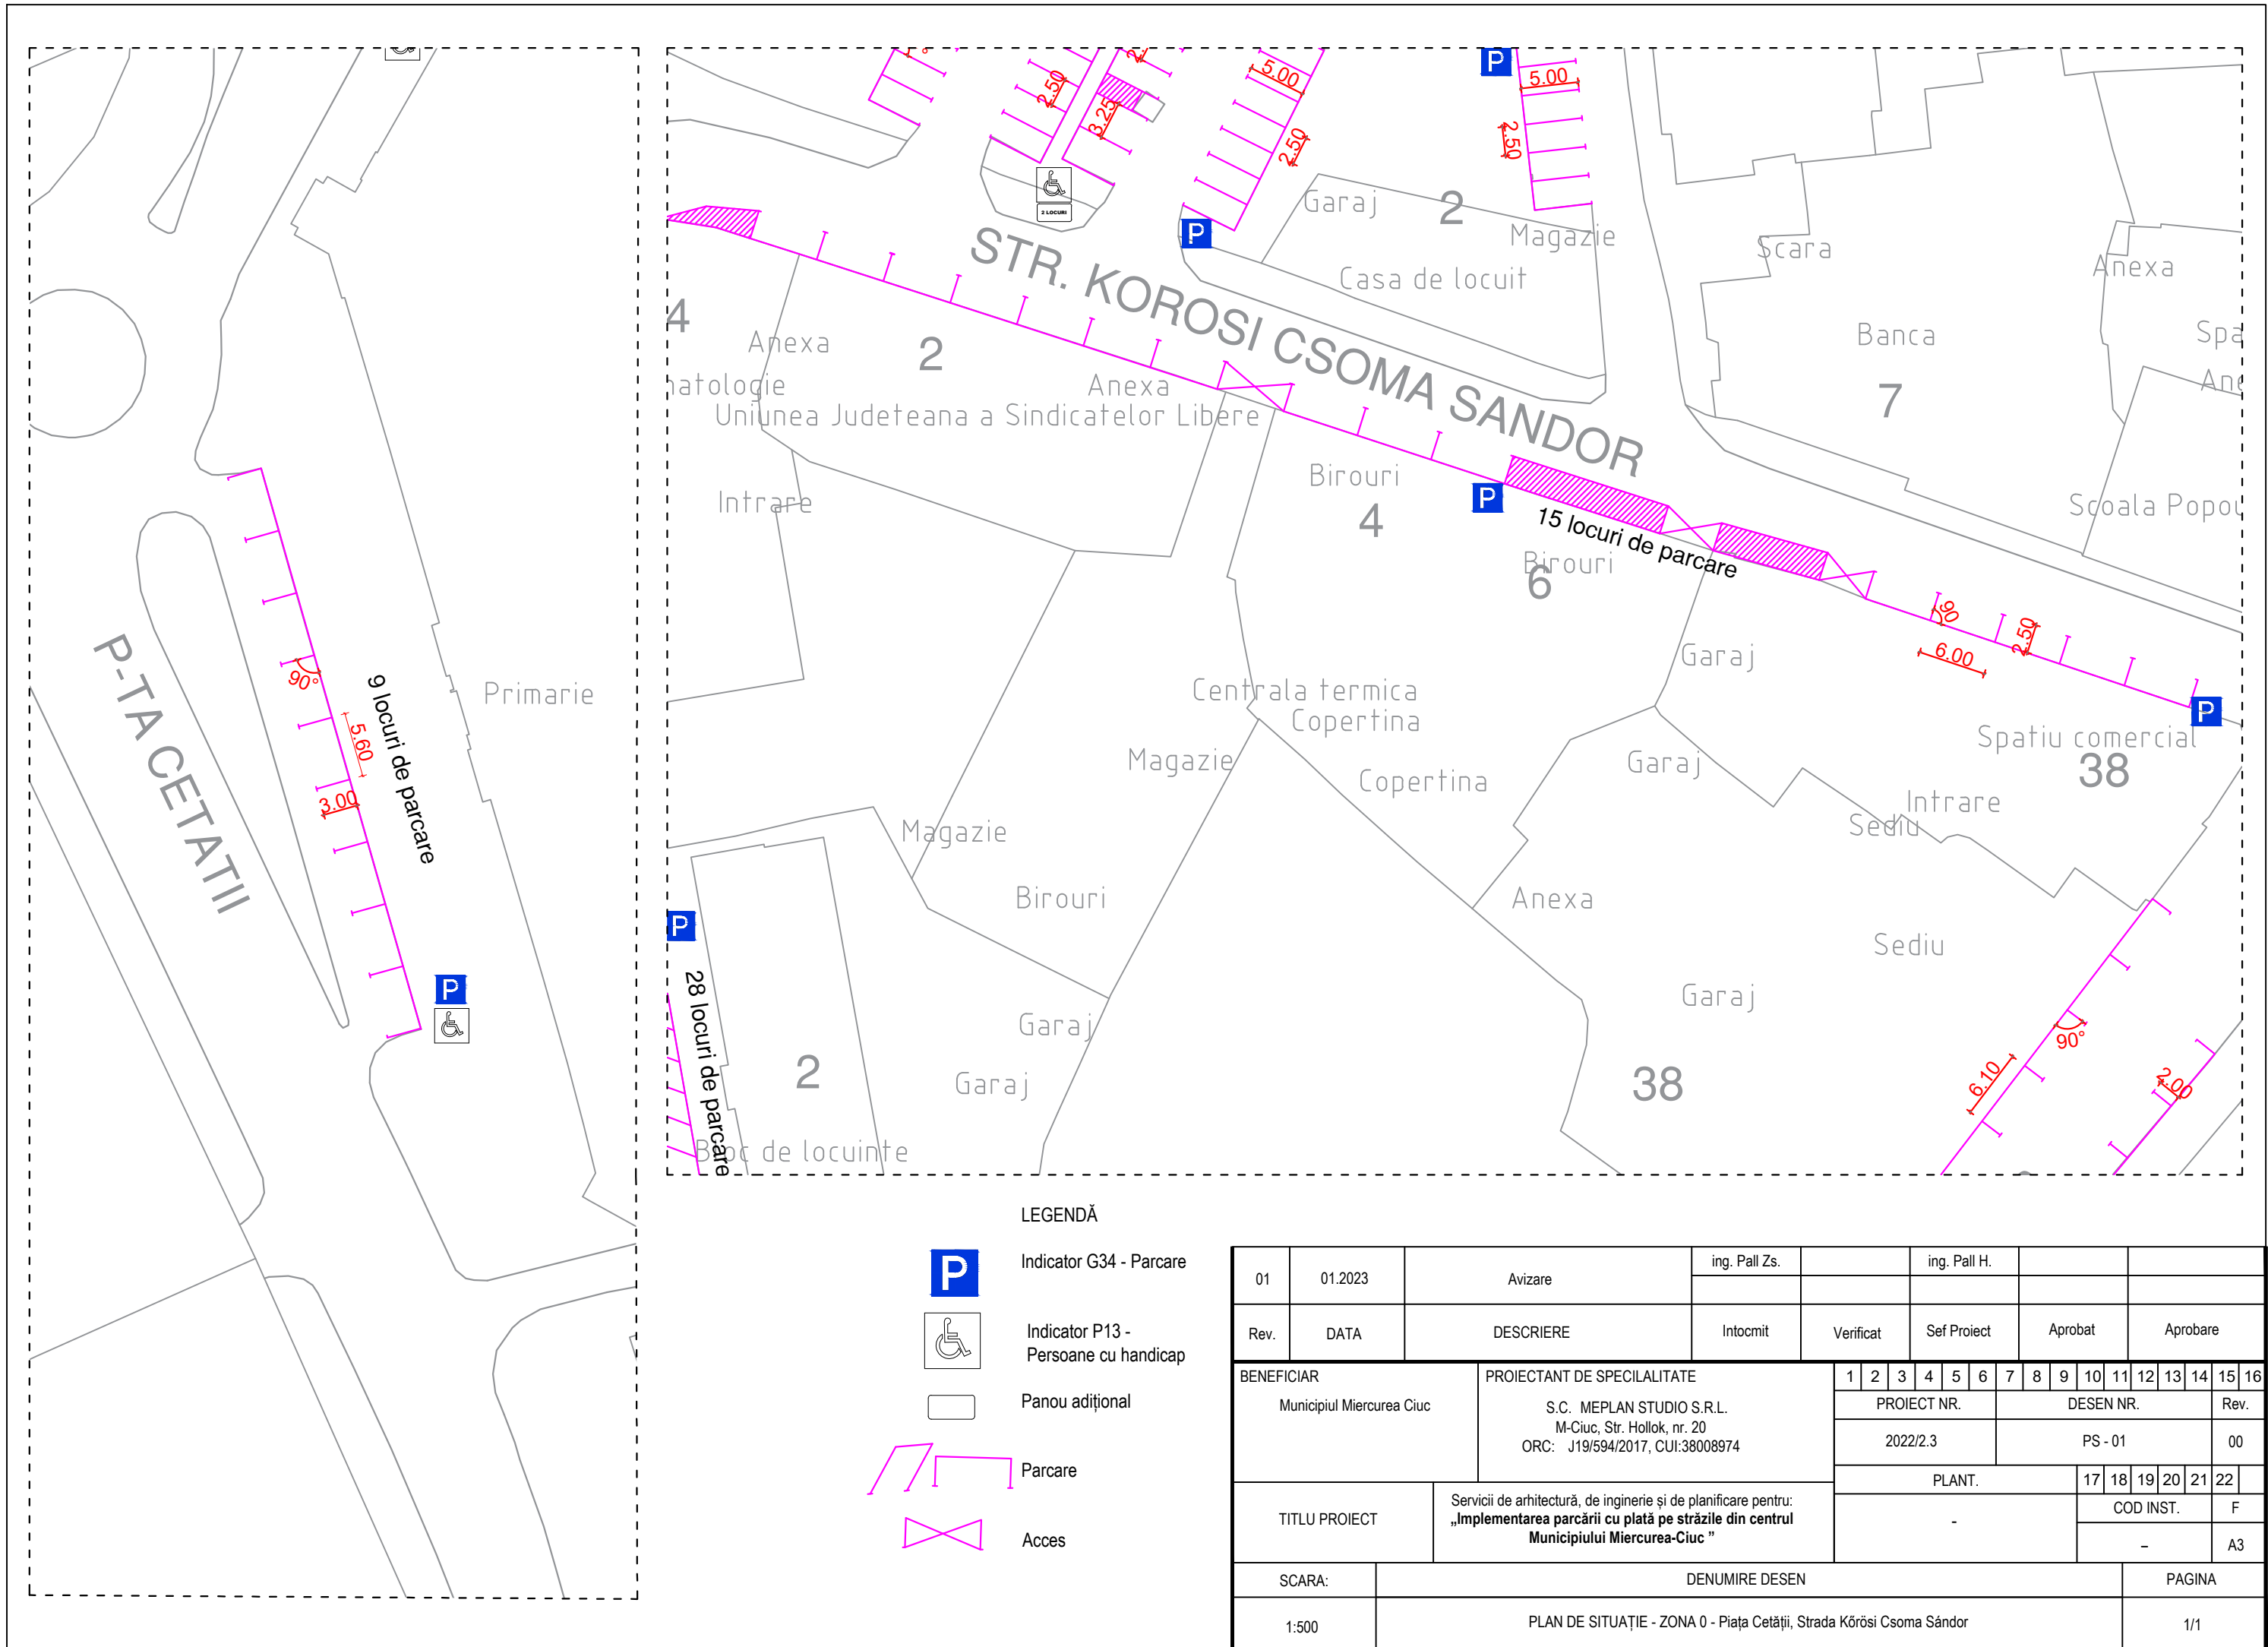 P-TA CETATII
90°
5.60
3.00
9 locuri de parcare
Primarie
P
2.50
3.25
5.00
2.50
P
5.00
2.50
2 LOCURI
P
Garaj
2
Magazie
Casa de locuit
Scara
Anexa
STR. KOROSI CSOMA SANDOR
4
Anexa
2
Anexa
Uniunea Judeteana a Sindicatelor Libere
Banca
7
Intrare
Birouri
4
P
15 locuri de parcare
Birouri
6
90
2.50
6.00
P
Garaj
Centrala termica
Copertina
Magazie
Copertina
Garaj
Spatiu comercial
38
Intrare
Sediu
Magazie
Birouri
Anexa
Sediu
P
28 locuri de parcare
Garaj
Garaj
2
Garaj
38
Bloc de locuinte
90°
6.10
2.00
LEGENDĂ
P
Indicator G34 - Parcare
Indicator P13 -
Persoane cu handicap
Panou adițional
Parcare
Acces
01 01.2023 Avizare ing. Pall Zs. ing. Pall H.
Rev. DATA DESCRIERE Intocmit Verificat Sef Proiect Aprobat Aprobare
BENEFICIAR
Municipiul Miercurea Ciuc
PROIECTANT DE SPECILALITATE
S.C. MEPLAN STUDIO S.R.L.
M-Ciuc, Str. Hollok, nr. 20
ORC: J19/594/2017, CUI:38008974
1 2 3 4 5 6 7 8 9 10 11 12 13 14 15 16
PROIECT NR. DESEN NR. Rev.
2022/2.3 PS - 01 00
PLANT. 17 18 19 20 21 22
COD INST. F
- – A3
TITLU PROIECT
Servicii de arhitectură, de inginerie și de planificare pentru:
„Implementarea parcării cu plată pe străzile din centrul
Municipiului Miercurea-Ciuc ”
SCARA: DENUMIRE DESEN PAGINA
1:500 PLAN DE SITUAȚIE - ZONA 0 - Piața Cetății, Strada Kőrösi Csoma Sándor 1/1